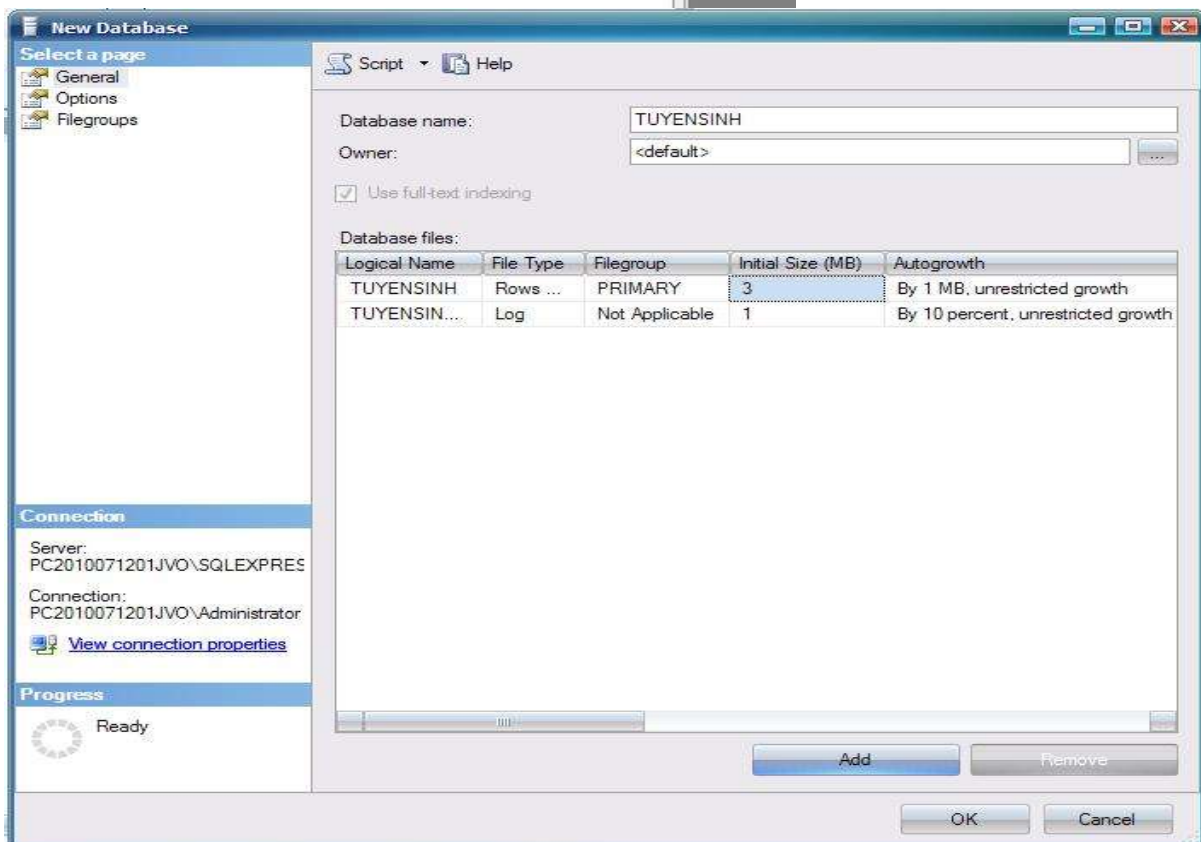 New Database
Select a page
General
Options
Filegroups
Script
Help
Database name:
TUYENSINH
Owner:
<default>
...
Use full-text indexing
Database files:
Logical Name File Type Filegroup Initial Size (MB) Autogrowth
TUYENSINH Rows ... PRIMARY 3 By 1 MB, unrestricted growth
TUYENSIN... Log Not Applicable 1 By 10 percent, unrestricted growth
Connection
Server:
PC2010071201JVO\SQLEXPRES
Connection:
PC2010071201JVO\Administrator
View connection properties
Progress
Ready
Add
Remove
OK
Cancel